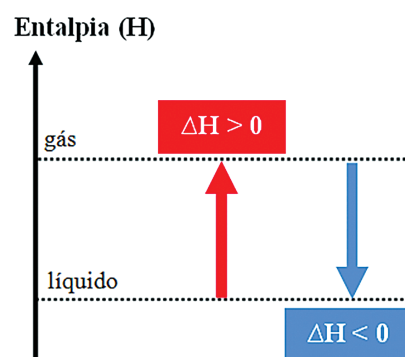 Entalpia (H)
ΔH > 0
gás
líquido
ΔH < 0